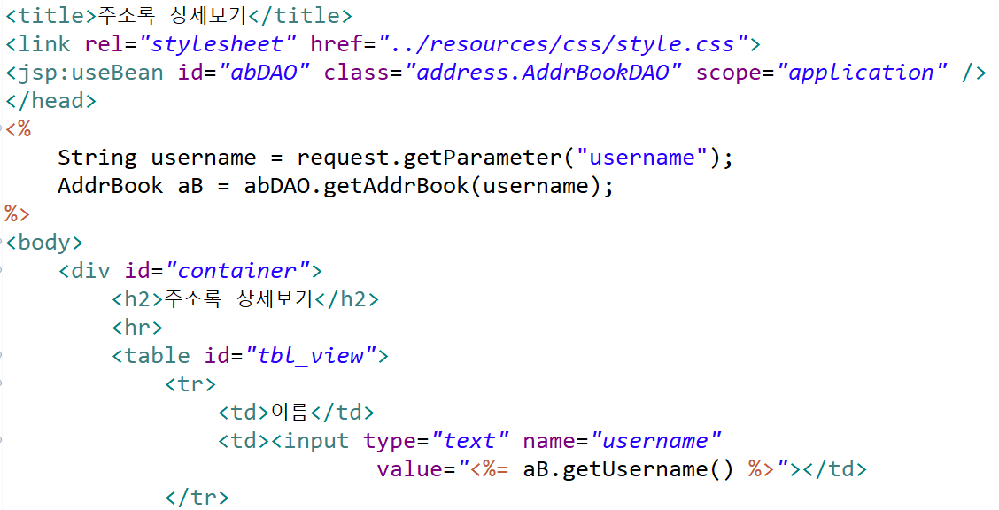 <title>주소록 상세보기</title>
<link rel="stylesheet" href="../resources/css/style.css">
<jsp:useBean id="abDAO" class="address.AddrBookDAO" scope="application" />
</head>
<%
    String username = request.getParameter("username");
    AddrBook aB = abDAO.getAddrBook(username);
%>
<body>
    <div id="container">
        <h2>주소록 상세보기</h2>
        <hr>
        <table id="tbl_view">
            <tr>
                <td>이름</td>
                <td><input type="text" name="username"
                            value="<%= aB.getUsername() %>"></td>
            </tr>